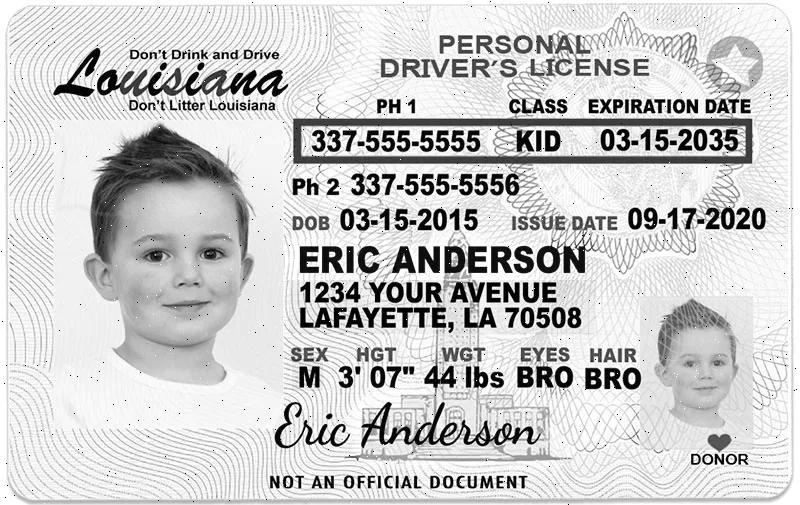 Don't Drink and Drive
Louisiana
Don't Litter Louisiana
PERSONAL
DRIVER'S LICENSE
PH 1 CLASS EXPIRATION DATE
337-555-5555 KID 03-15-2035
Ph 2 337-555-5556
DOB 03-15-2015 ISSUE DATE 09-17-2020
ERIC ANDERSON
1234 YOUR AVENUE
LAFAYETTE, LA 70508
SEX HGT WGT EYES HAIR
M 3' 07" 44 lbs BRO BRO
Eric Anderson
DONOR
NOT AN OFFICIAL DOCUMENT